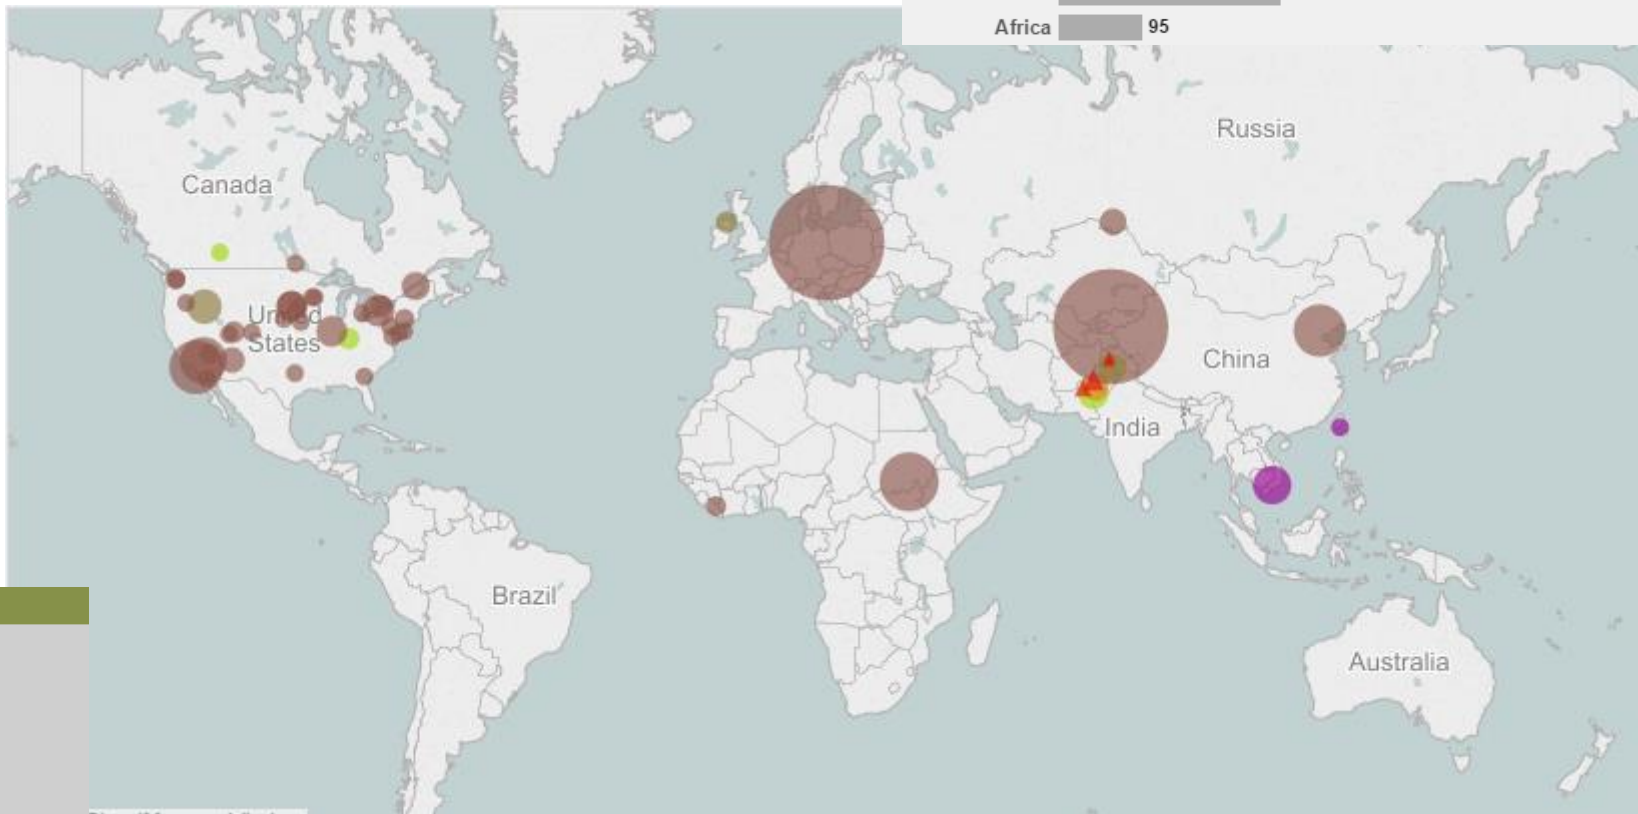 Africa 95
Russia
Canada
United
States
China
India
Brazil
Australia